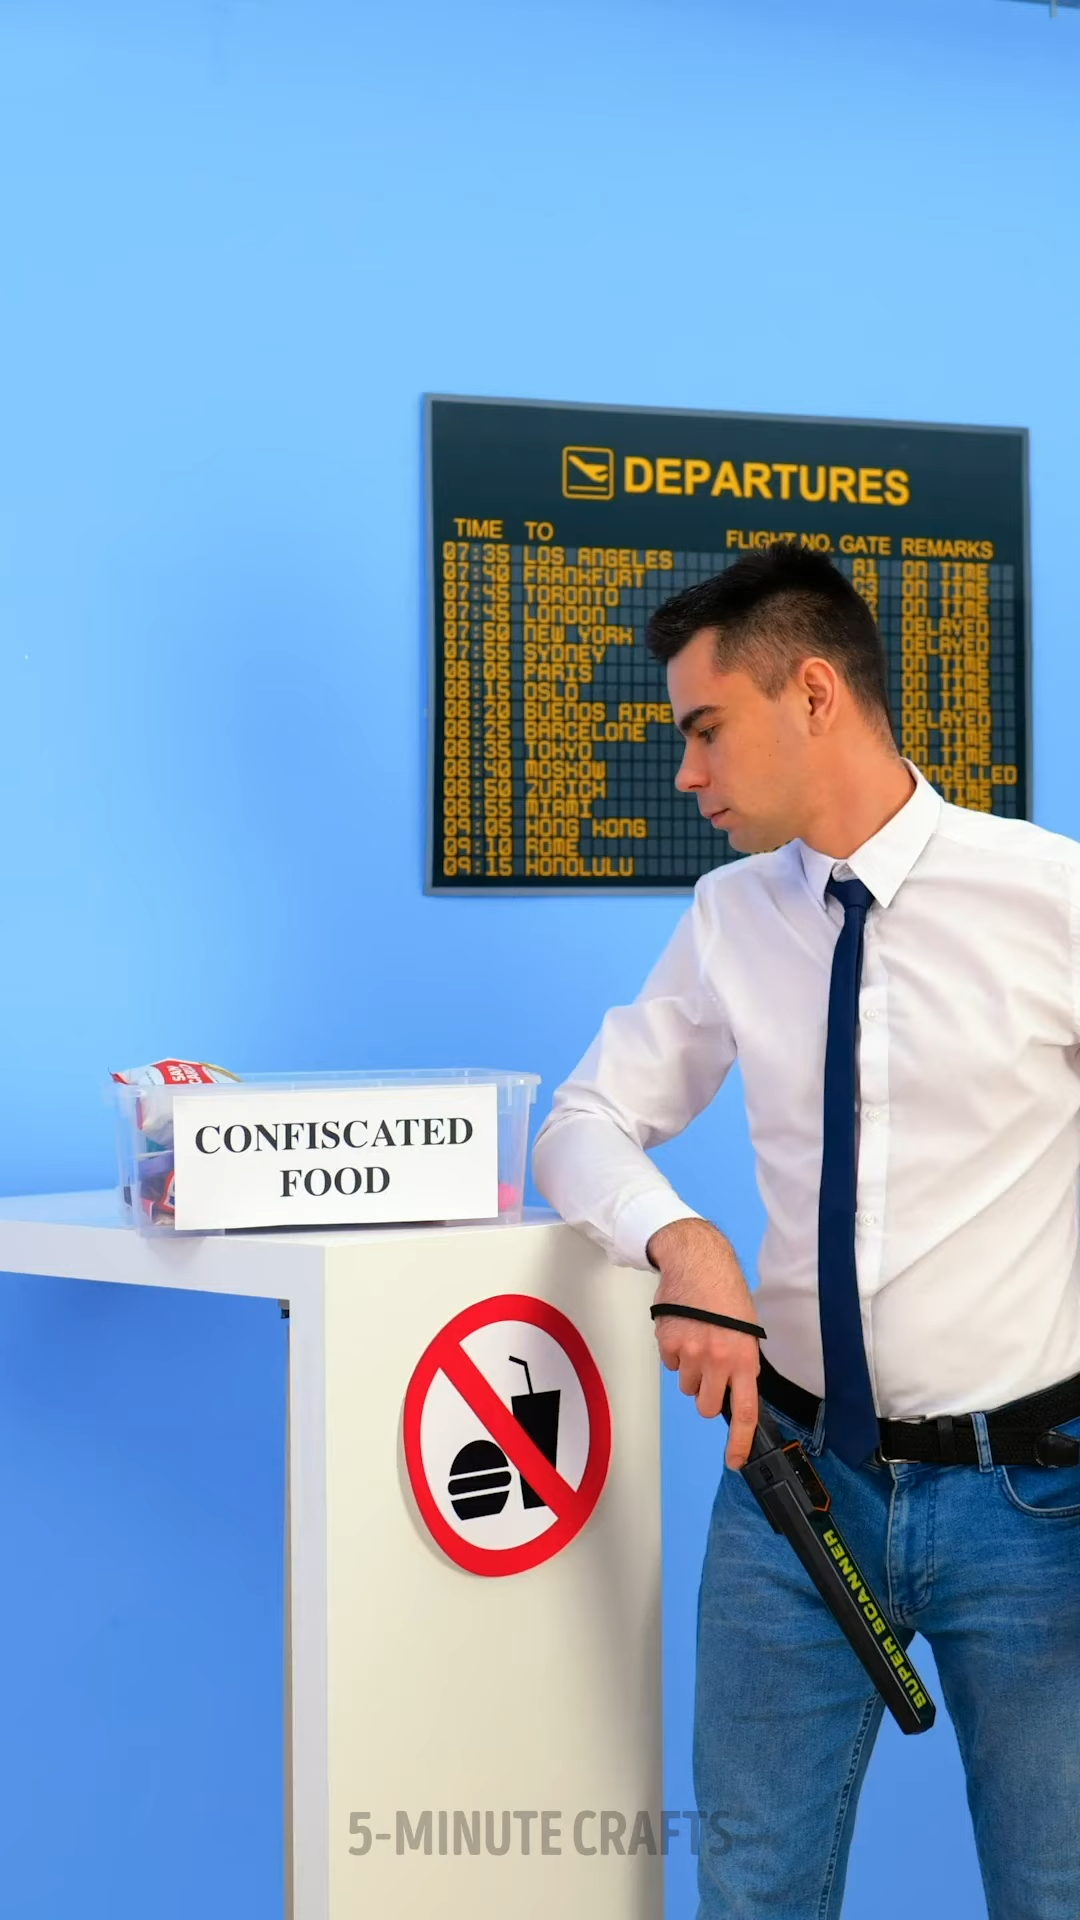 DEPARTURES
TIME TO FLIGHT NO. GATE REMARKS
07:35 LOS ANGELES A1 ON TIME
07:40 FRANKFURT ON TIME
07:45 TORONTO ON TIME
07:45 LONDON DELAYED
07:50 NEW YORK DELAYED
07:55 SYDNEY ON TIME
08:05 PARIS ON TIME
08:15 OSLO ON TIME
08:20 BUENOS AIRE DELAYED
08:25 BARCELONE ON TIME
08:35 TOKYO ON TIME
08:40 MOSKOW NCELLED
08:50 ZURICH TIME
08:55 MIAMI
09:05 HONG KONG
09:10 ROME
09:15 HONOLULU
SAN
CARLO
CONFISCATED
FOOD
SUPER SCANNER
5-MINUTE CRAFTS